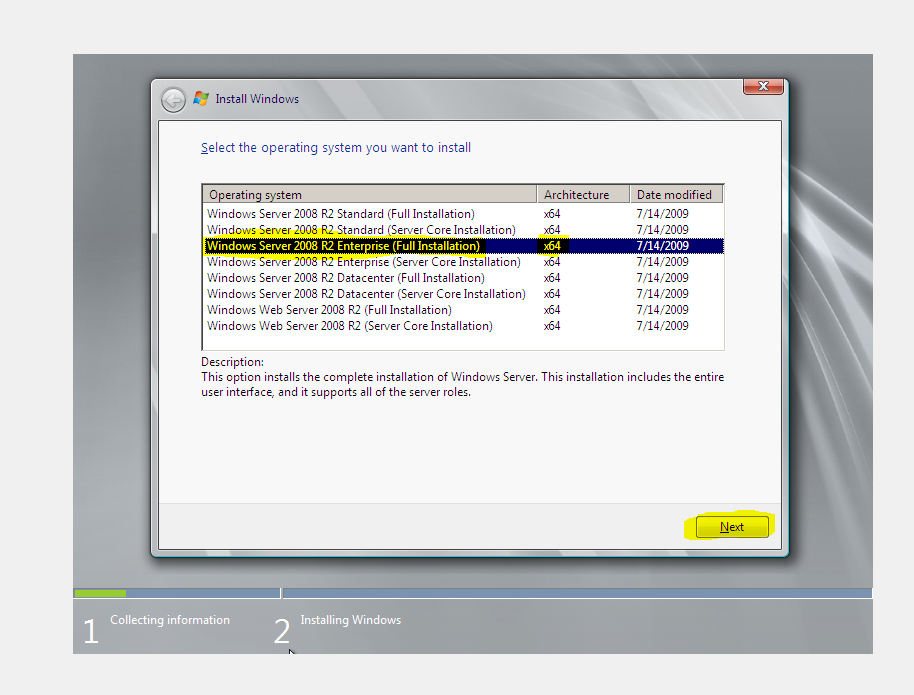 Install Windows
Select the operating system you want to install
Operating system Architecture Date modified
Windows Server 2008 R2 Standard (Full Installation) x64 7/14/2009
Windows Server 2008 R2 Standard (Server Core Installation) x64 7/14/2009
Windows Server 2008 R2 Enterprise (Full Installation) x64 7/14/2009
Windows Server 2008 R2 Enterprise (Server Core Installation) x64 7/14/2009
Windows Server 2008 R2 Datacenter (Full Installation) x64 7/14/2009
Windows Server 2008 R2 Datacenter (Server Core Installation) x64 7/14/2009
Windows Web Server 2008 R2 (Full Installation) x64 7/14/2009
Windows Web Server 2008 R2 (Server Core Installation) x64 7/14/2009
Description:
This option installs the complete installation of Windows Server. This installation includes the entire
user interface, and it supports all of the server roles.
Next
1 Collecting information 2 Installing Windows